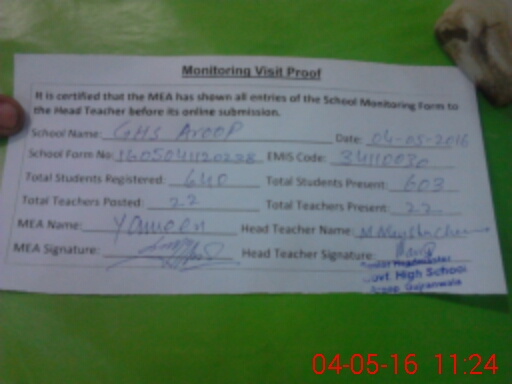 Monitoring Visit Proof
It is certified that the MEA has shown all entries of the School Monitoring Form to
the Head Teacher before its online submission.
School Name: GHS Aroop Date: 04-05-2016
School Form No: EMIS Code: 34110030
Total Students Registered: 640 Total Students Present: 603
Total Teachers Posted: 22 Total Teachers Present: 22
MEA Name: Yameen Head Teacher Name: M
MEA Signature: Head Teacher Signature:
Senior Headmaster
Govt High School
Aroop Gujranwala
04-05-16 11:24